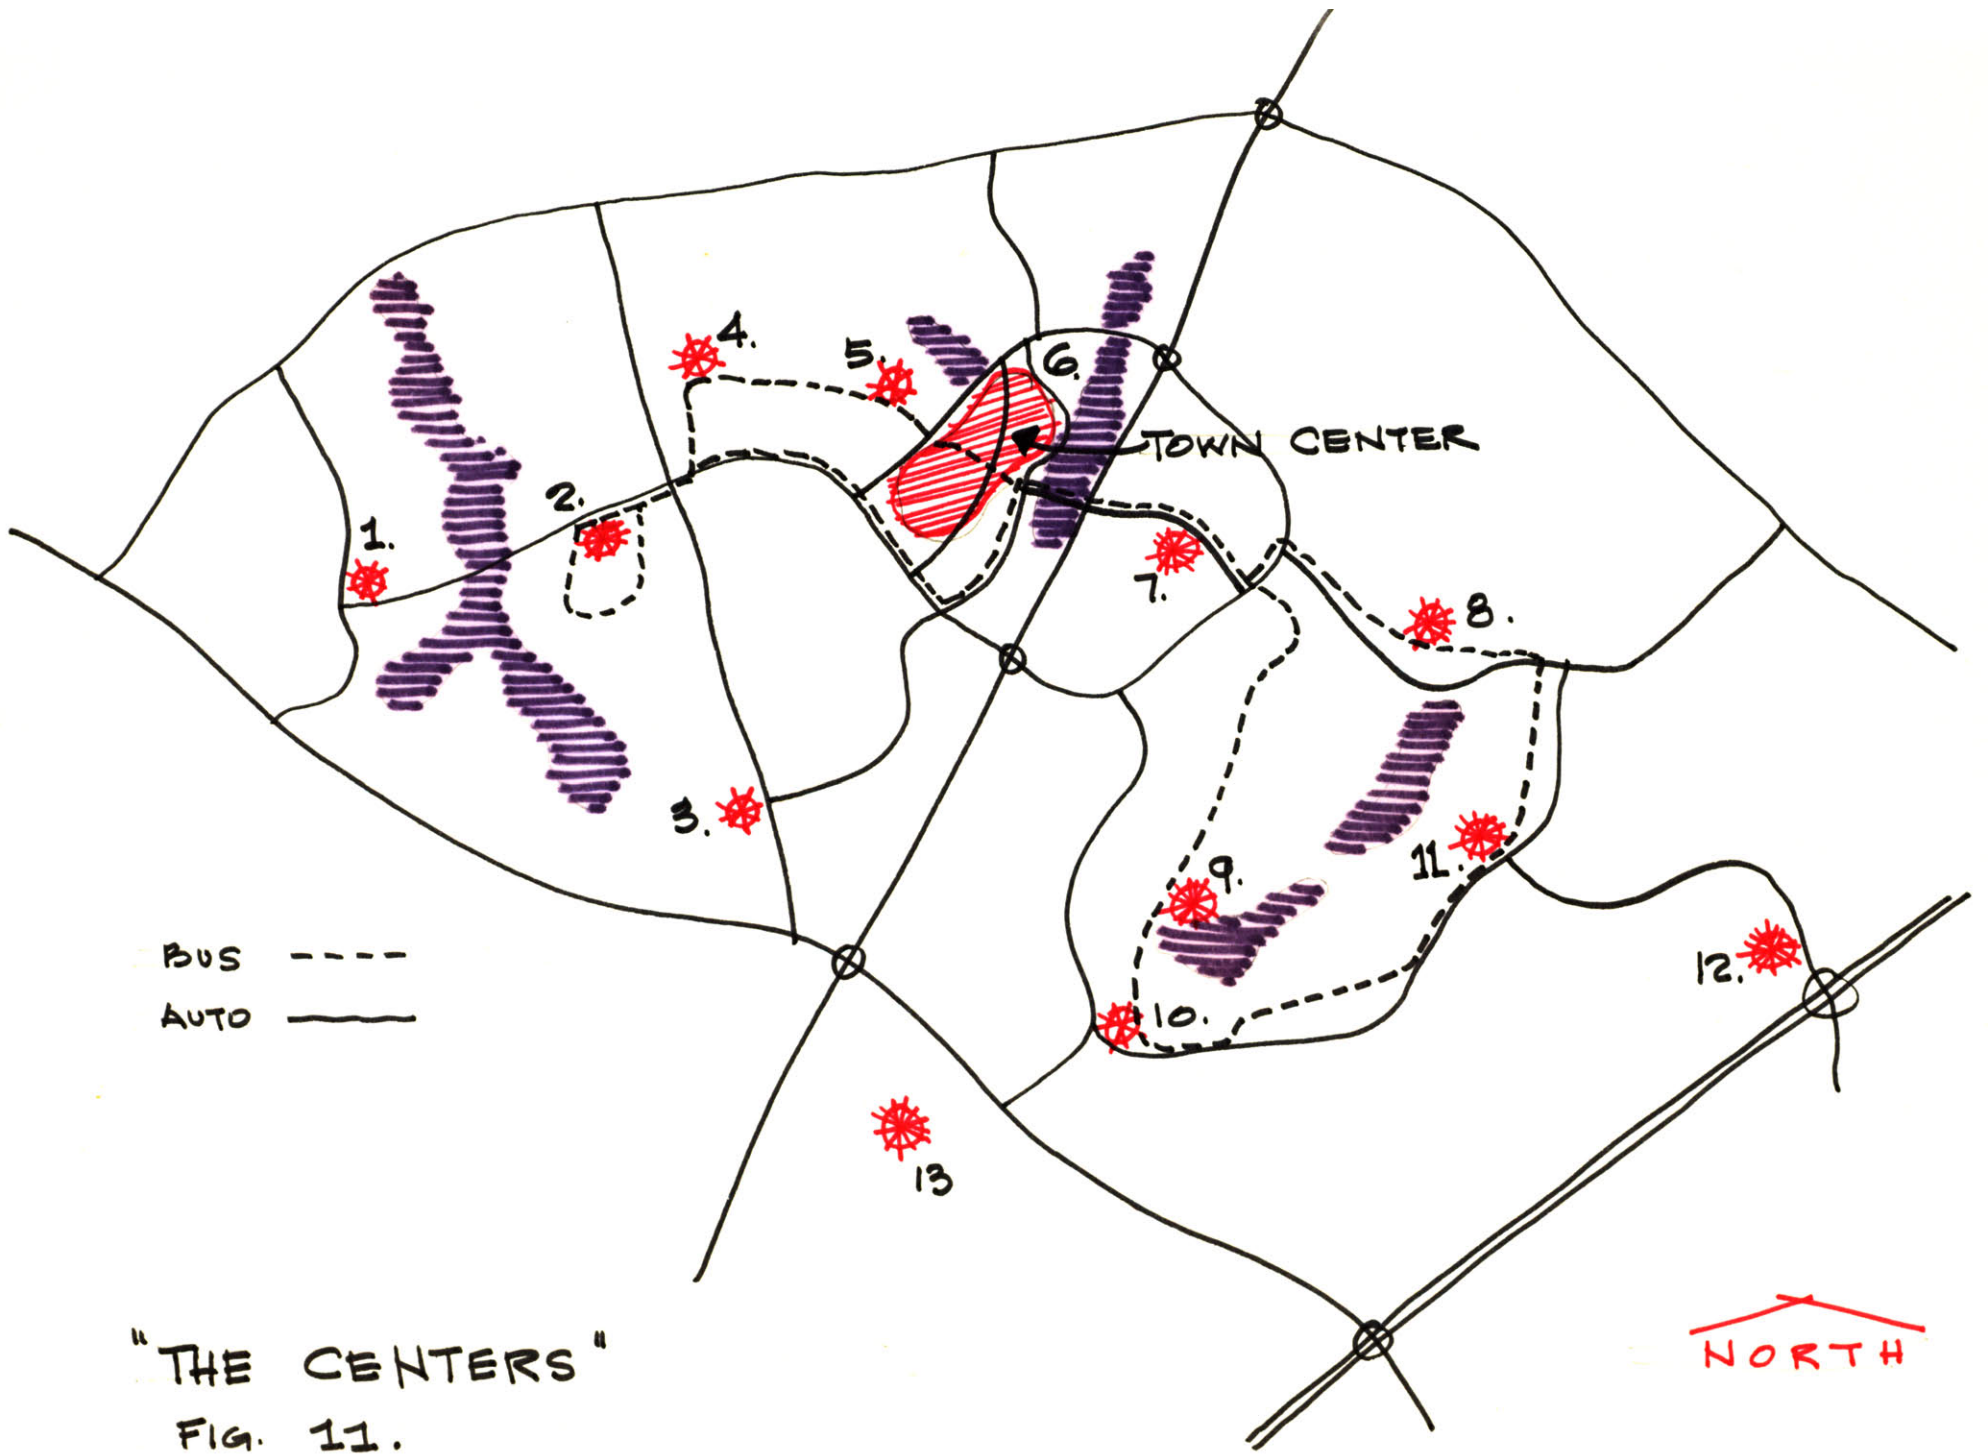 4.
5.
6.
TOWN CENTER
2.
1.
7.
8.
3.
11.
9.
10.
12.
13
BUS
AUTO
"THE CENTERS"
FIG. 11.
NORTH